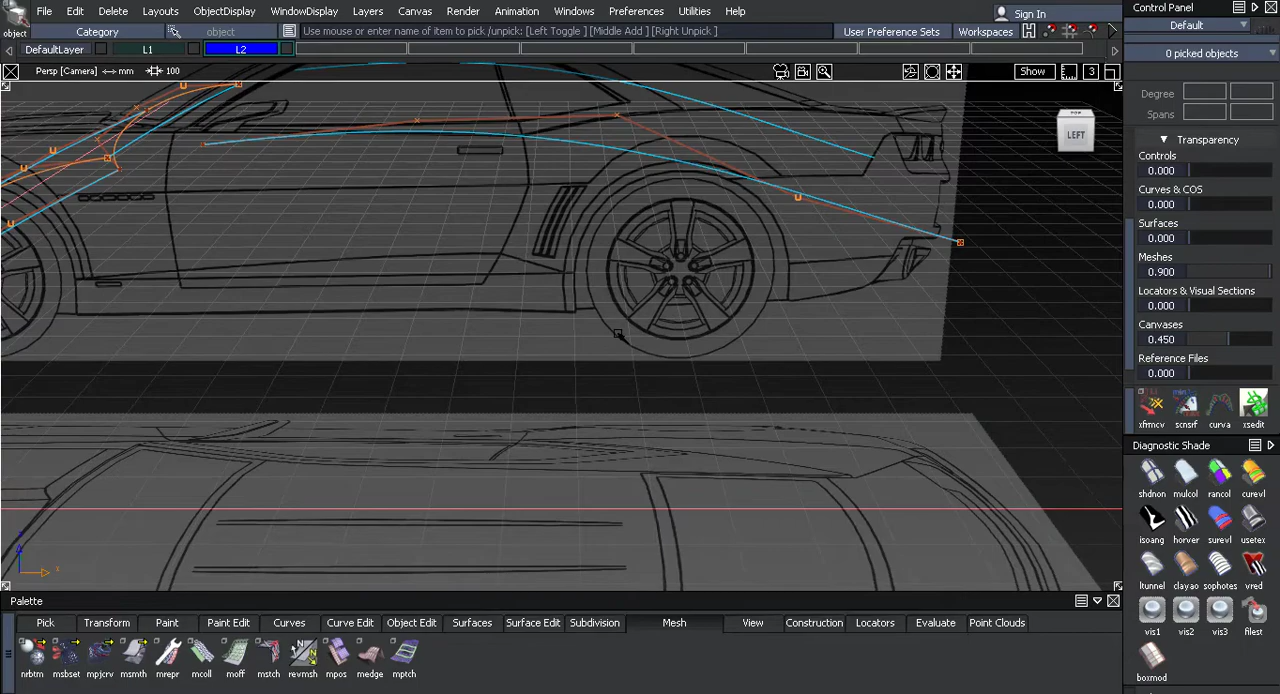 File Edit Delete Layouts ObjectDisplay WindowDisplay Layers Canvas Render Animation Windows Preferences Utilities Help
Sign In
object Category object Use mouse or enter name of item to pick /unpick: [Left Toggle ] [Middle Add ] [Right Unpick ] User Preference Sets Workspaces
DefaultLayer L1 L2
Persp [Camera] mm 100 Show 3
LEFT
Control Panel
Default
0 picked objects
Degree
Spans
Transparency
Controls
0.000
Curves & COS
0.000
Surfaces
0.000
Meshes
0.900
Locators & Visual Sections
0.000
Canvases
0.450
Reference Files
0.000
xfrmcv scnsrf curva xsedit
Diagnostic Shade
shdnon mulcol rancol curevl
isoang horver surevl usetex
ltunnel clayao sophotes vred
vis1 vis2 vis3 filest
boxmod
Palette
Pick Transform Paint Paint Edit Curves Curve Edit Object Edit Surfaces Surface Edit Subdivision Mesh View Construction Locators Evaluate Point Clouds
nrbtm msbset mpjcrv msmth mrepr mcoll moff mstch revmsh mpos medge mptch